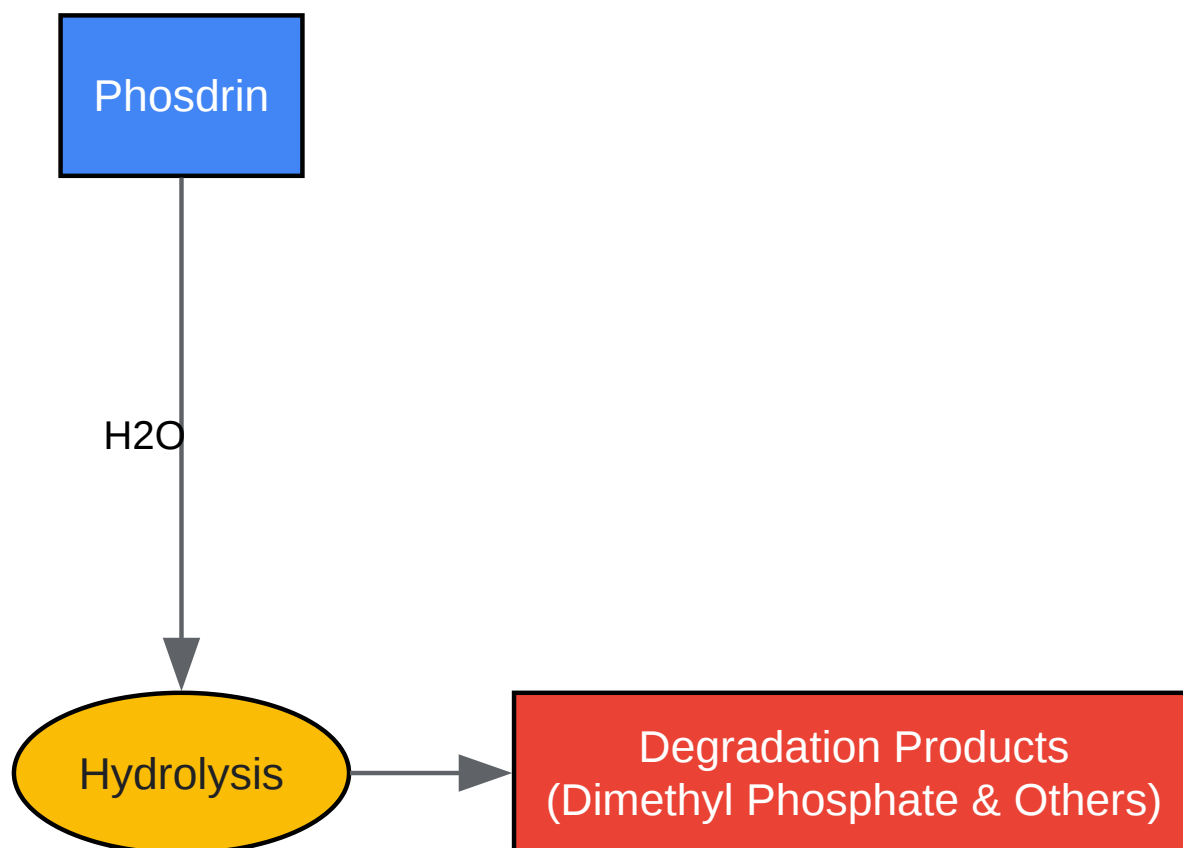 Phosdrin
H2O
Hydrolysis
Degradation Products
(Dimethyl Phosphate & Others)